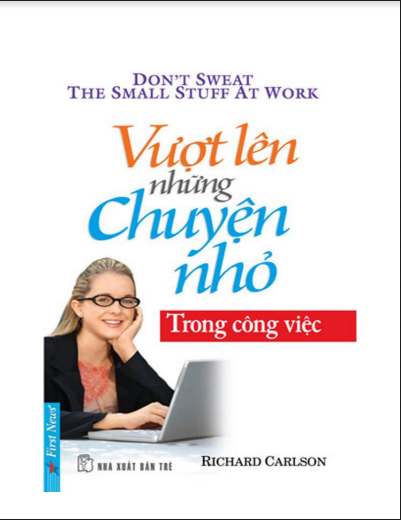 DON'T SWEAT
THE SMALL STUFF AT WORK
Vượt lên
những
Chuyện
nhỏ
Trong công việc
First News
NHÀ XUẤT BẢN TRẺ
RICHARD CARLSON